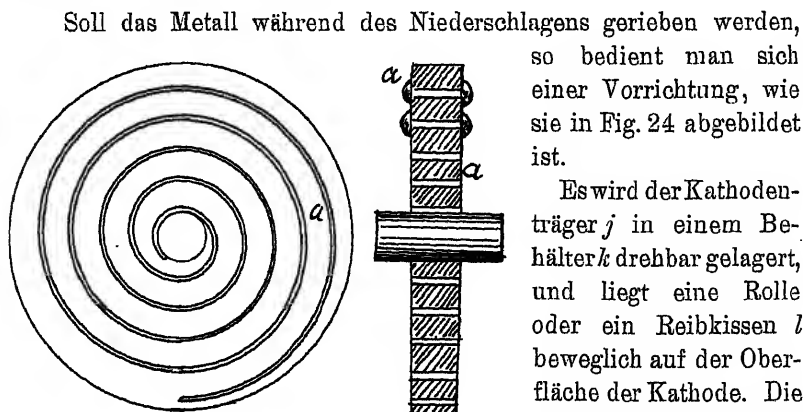 Soll das Metall während des Niederschlagens gerieben werden,
so bedient man sich
einer Vorrichtung, wie
sie in Fig. 24 abgebildet
ist.
Es wird der Kathoden-
träger j in einem Be-
hälter k drehbar gelagert,
und liegt eine Rolle
oder ein Reibkissen l
beweglich auf der Ober-
fläche der Kathode. Die
a
a
a